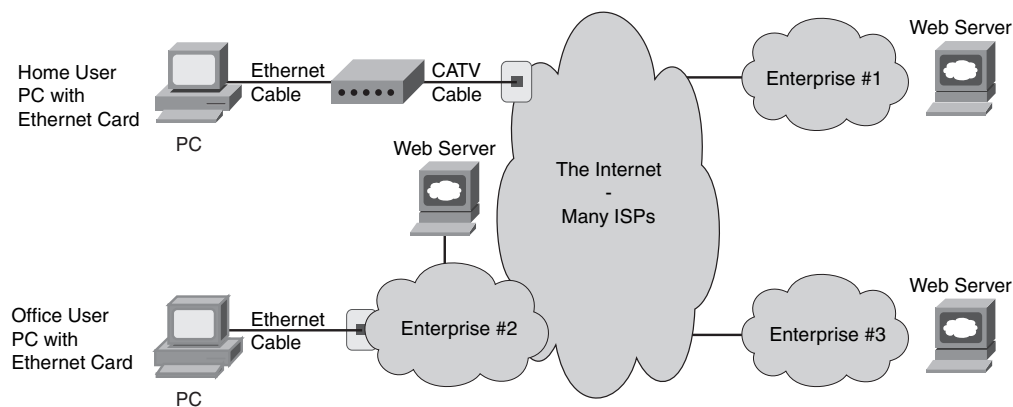 Home User
PC with
Ethernet Card
PC
Ethernet
Cable
CATV
Cable
Web Server
The Internet
-
Many ISPs
Enterprise #1
Web Server
Office User
PC with
Ethernet Card
PC
Ethernet
Cable
Enterprise #2
Enterprise #3
Web Server